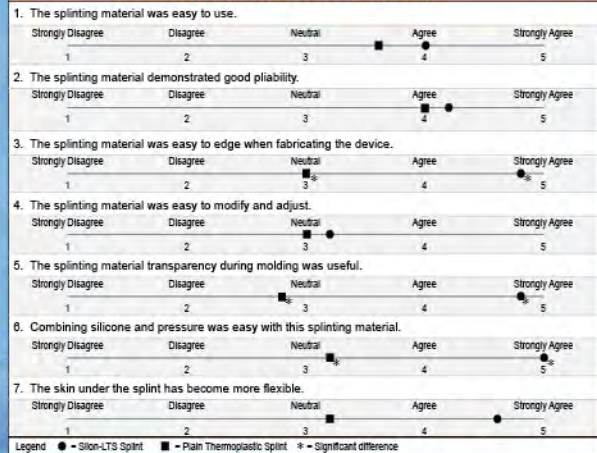 1. The splinting material was easy to use.
Strongly Disagree Disagree Neutral Agree Strongly Agree
1 2 3 4 5
2. The splinting material demonstrated good pliability.
Strongly Disagree Disagree Neutral Agree Strongly Agree
1 2 3 4 5
3. The splinting material was easy to edge when fabricating the device.
Strongly Disagree Disagree Neutral Agree Strongly Agree
* *
1 2 3 4 5
4. The splinting material was easy to modify and adjust.
Strongly Disagree Disagree Neutral Agree Strongly Agree
1 2 3 4 5
5. The splinting material transparency during molding was useful.
Strongly Disagree Disagree Neutral Agree Strongly Agree
* *
1 2 3 4 5
6. Combining silicone and pressure was easy with this splinting material.
Strongly Disagree Disagree Neutral Agree Strongly Agree
* *
1 2 3 4 5
7. The skin under the splint has become more flexible.
Strongly Disagree Disagree Neutral Agree Strongly Agree
1 2 3 4 5
Legend ● - Silon-LTS Splint ■ - Plain Thermoplastic Splint * - Significant difference